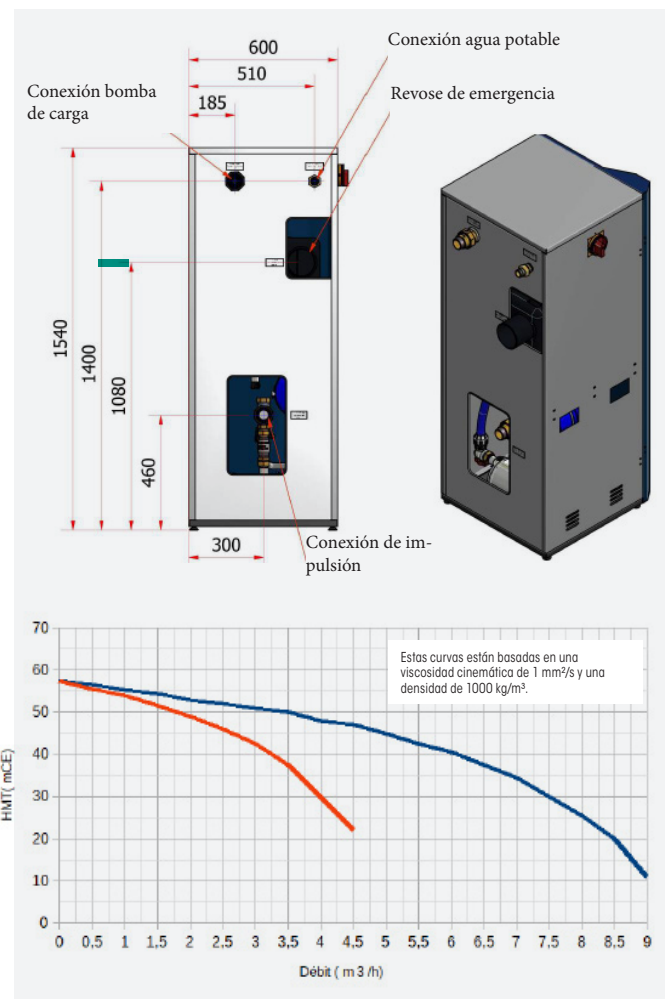 600
Conexión agua potable
510
Conexión bomba
de carga
Revose de emergencia
185
1540
1400
1080
460
300
Conexión de im-
pulsión
70
60
50
40
30
20
10
0
HMT( mCE)
Estas curvas están basadas en una
viscosidad cinemática de 1 mm²/s y una
densidad de 1000 kg/m³.
0 0,5 1 1,5 2 2,5 3 3,5 4 4,5 5 5,5 6 6,5 7 7,5 8 8,5 9
Débit ( m 3 /h)